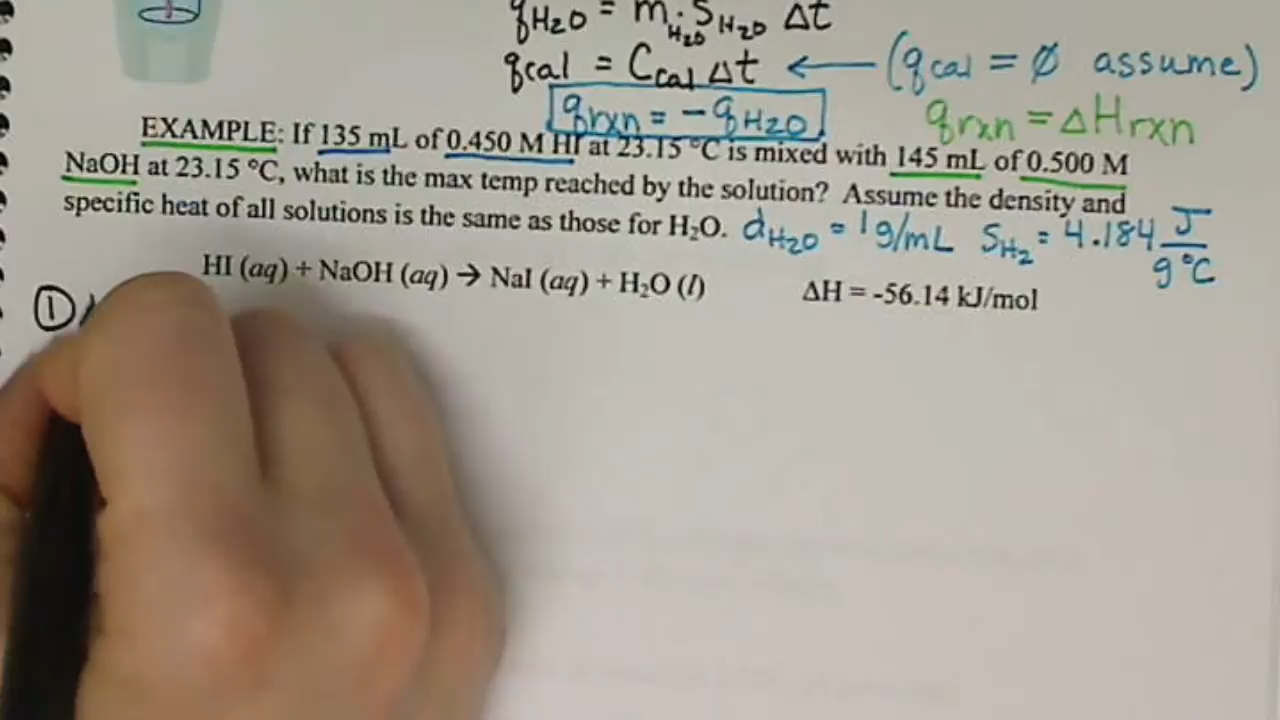 qH2O = mH2O · SH2O Δt
qcal = Ccal Δt ← (qcal = Ø assume)
qrxn = -qH2O qrxn = ΔHrxn
EXAMPLE: If 135 mL of 0.450 M HI at 23.15 °C is mixed with 145 mL of 0.500 M
NaOH at 23.15 °C, what is the max temp reached by the solution? Assume the density and
specific heat of all solutions is the same as those for H₂O. dH2O = 1g/mL SH2 = 4.184 J/g°C
HI (aq) + NaOH (aq) → NaI (aq) + H₂O (l) ΔH = -56.14 kJ/mol
①